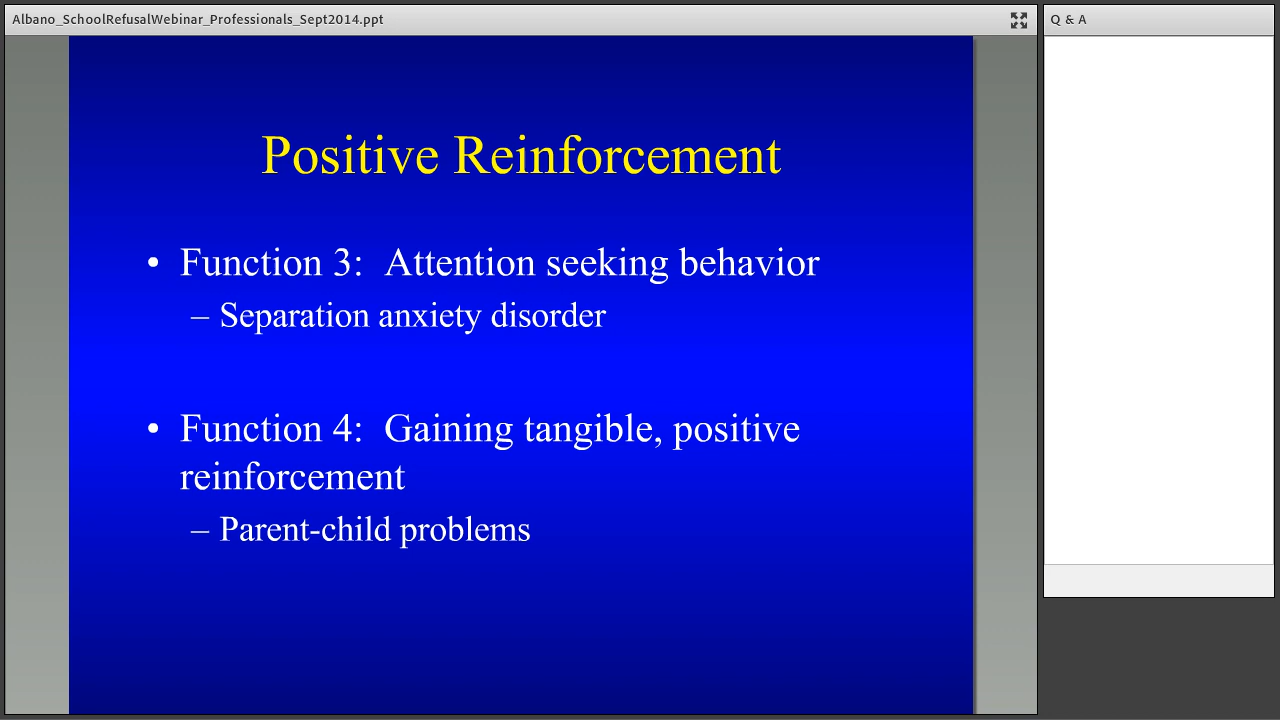 Albano_SchoolRefusalWebinar_Professionals_Sept2014.ppt
Q & A
Positive Reinforcement
• Function 3:  Attention seeking behavior
– Separation anxiety disorder
• Function 4:  Gaining tangible, positive
reinforcement
– Parent-child problems